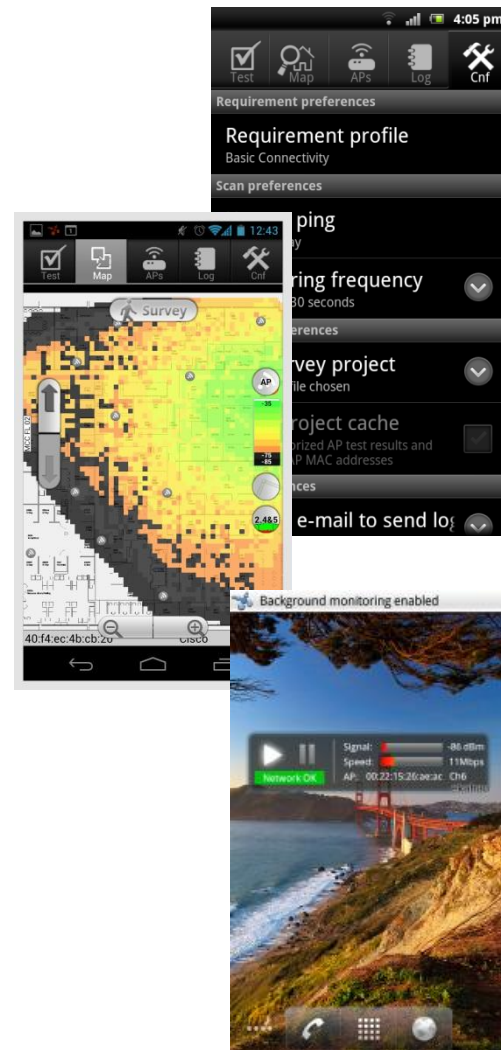 4:05 pm
Test Map APs Log Cnf
Requirement preferences
Requirement profile
Basic Connectivity
Scan preferences
ping
ring frequency
30 seconds
erences
rvey project
file chosen
roject cache
orized AP test results and
AP MAC addresses
nces
e-mail to send log
12:43
Test Map APs Log Cnf
Survey
AP
-35
-75
-85
2.4&5
40:f4:ec:4b:cb:20 Cisco
Background monitoring enabled
Signal: -86 dBm
Speed: 11Mbps
Network OK AP: 00:22:15:26:ae:ac Ch6